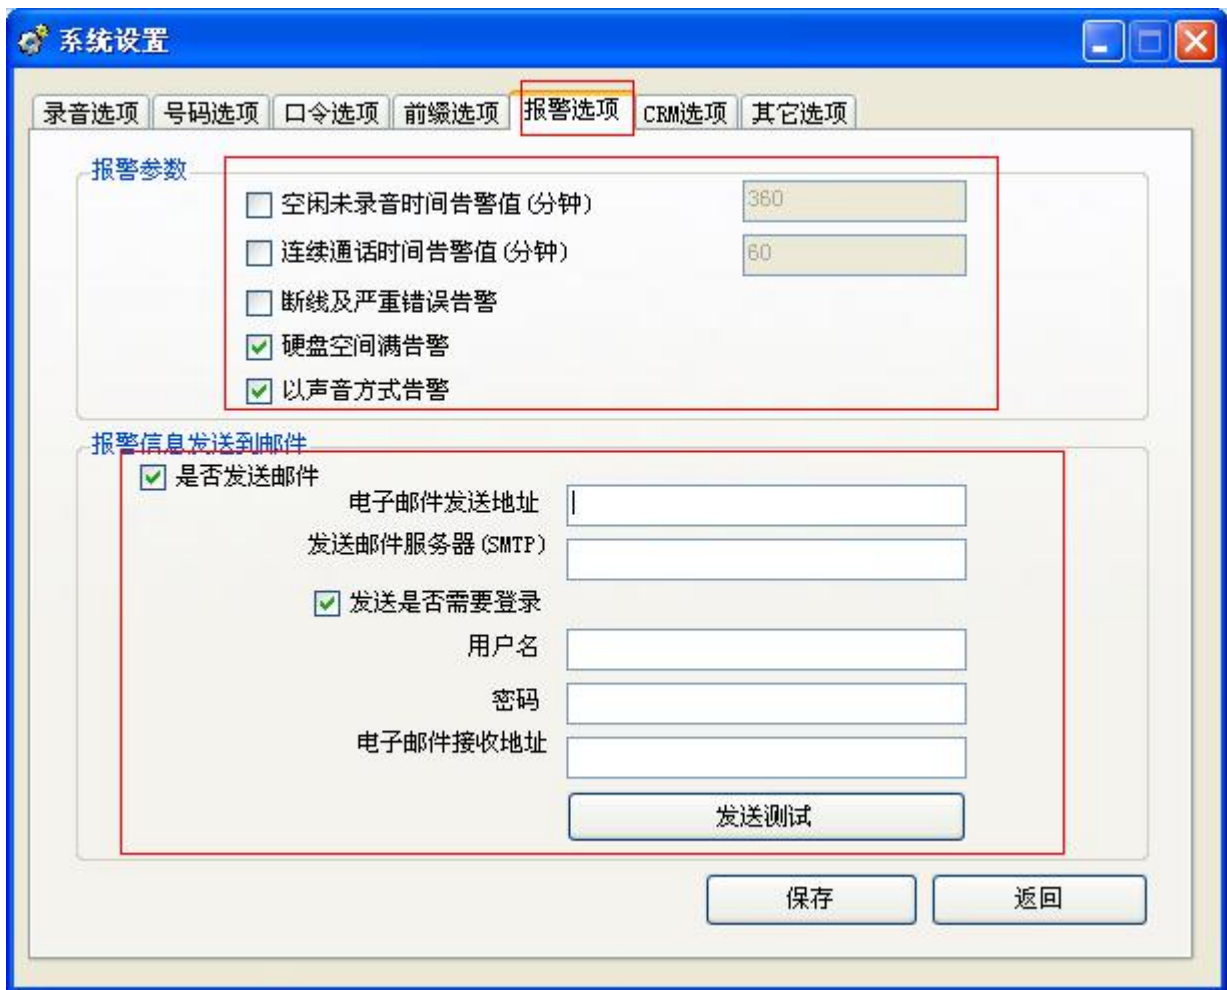 系统设置
录音选项 号码选项 口令选项 前缀选项 报警选项 CRM选项 其它选项
报警参数
空闲未录音时间告警值(分钟) 360
连续通话时间告警值(分钟) 60
断线及严重错误告警
硬盘空间满告警
以声音方式告警
报警信息发送到邮件
是否发送邮件
电子邮件发送地址
发送邮件服务器(SMTP)
发送是否需要登录
用户名
密码
电子邮件接收地址
发送测试
保存 返回